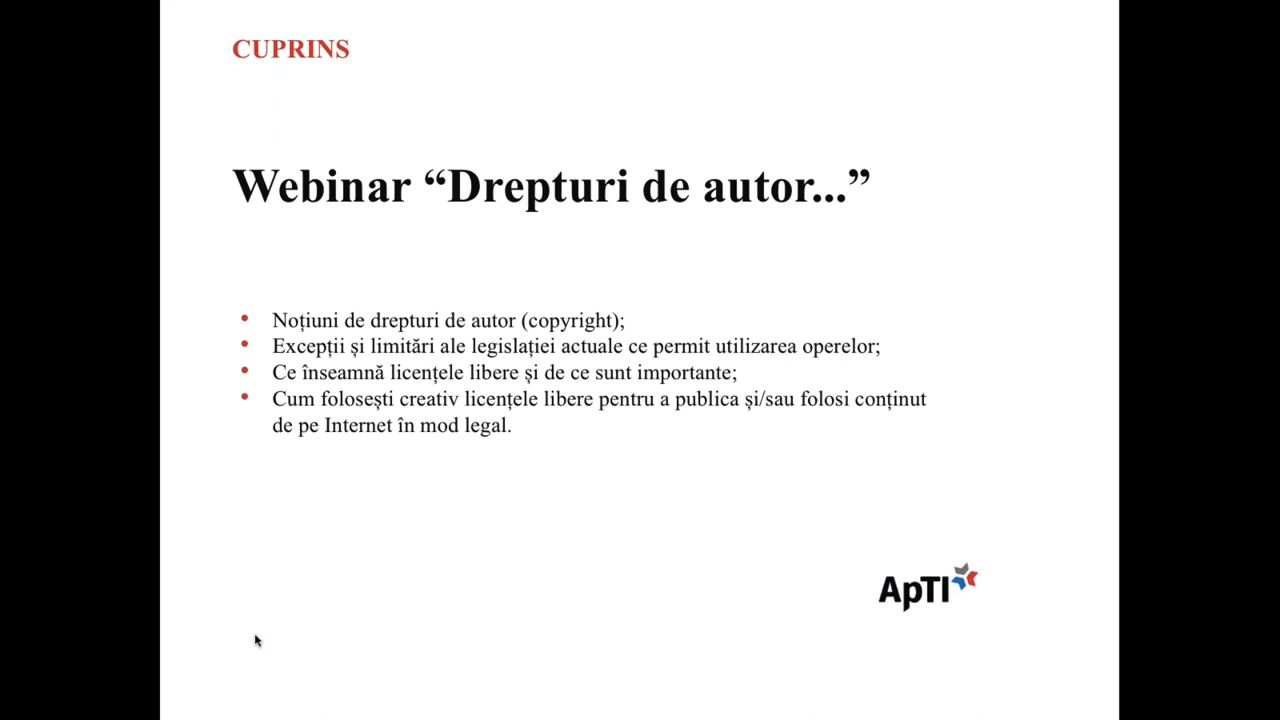 CUPRINS
Webinar “Drepturi de autor...”
• Noțiuni de drepturi de autor (copyright);
• Excepții și limitări ale legislației actuale ce permit utilizarea operelor;
• Ce înseamnă licențele libere și de ce sunt importante;
• Cum folosești creativ licențele libere pentru a publica și/sau folosi conținut
de pe Internet în mod legal.
ApTI